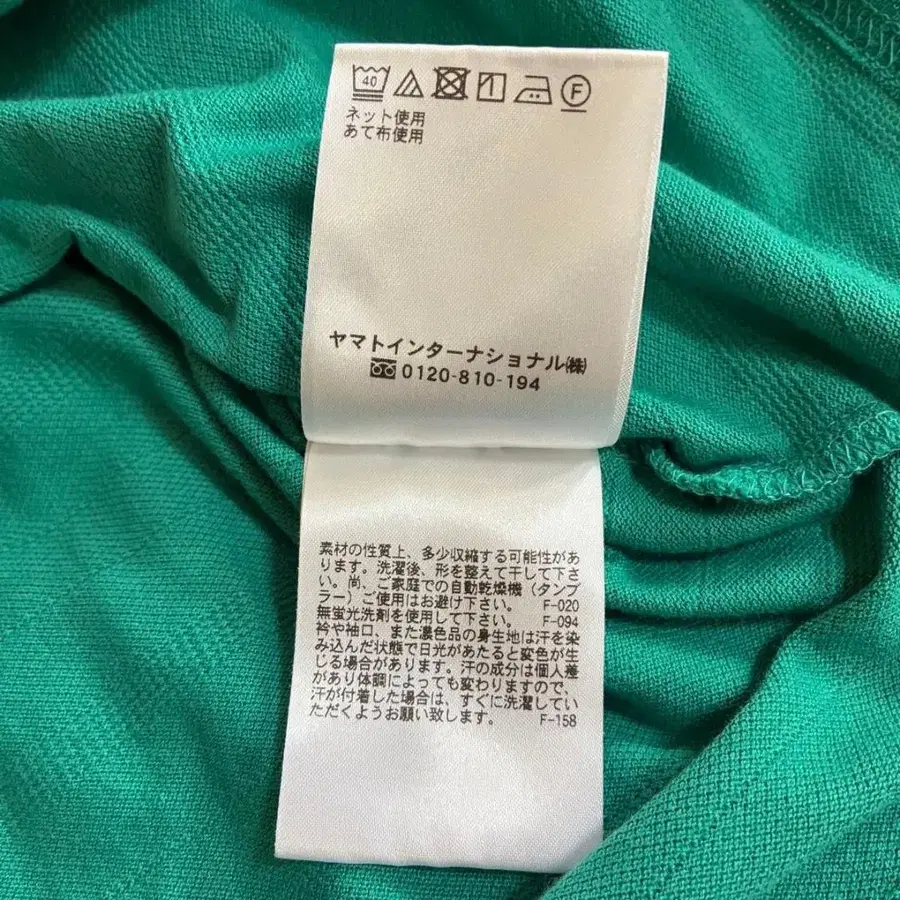 40
F
ネット使用
あて布使用
ヤマトインターナショナル㈱
0120-810-194
素材の性質上、多少収縮する可能性があ
ります。洗濯後、形を整えて干して下さ
い。尚、ご家庭での自動乾燥機（タンブ
ラー）ご使用はお避け下さい。 F-020
無蛍光洗剤を使用して下さい。 F-094
衿や袖口、また濃色品の身生地は汗を染
み込んだ状態で日光があたると変色が生
じる場合があります。汗の成分は個人差
があり体調によっても変わりますので、
汗が付着した場合は、すぐに洗濯してい
ただくようお願い致します。 F-158